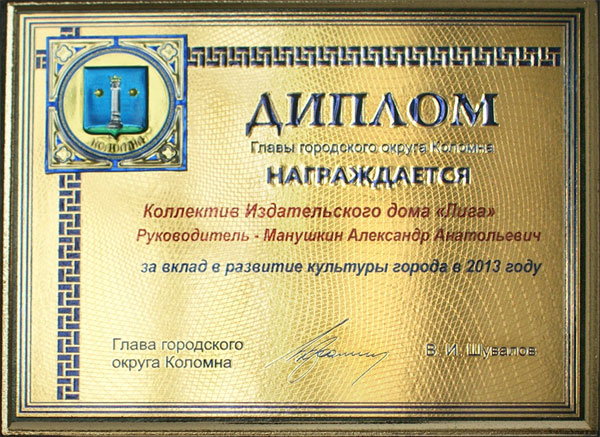 КОЛОМНА
ДИПЛОМ
Главы городского округа Коломна
НАГРАЖДАЕТСЯ
Коллектив Издательского дома «Лига»
Руководитель - Манушкин Александр Анатольевич
за вклад в развитие культуры города в 2013 году
Глава городского
округа Коломна
В. И. Шувалов